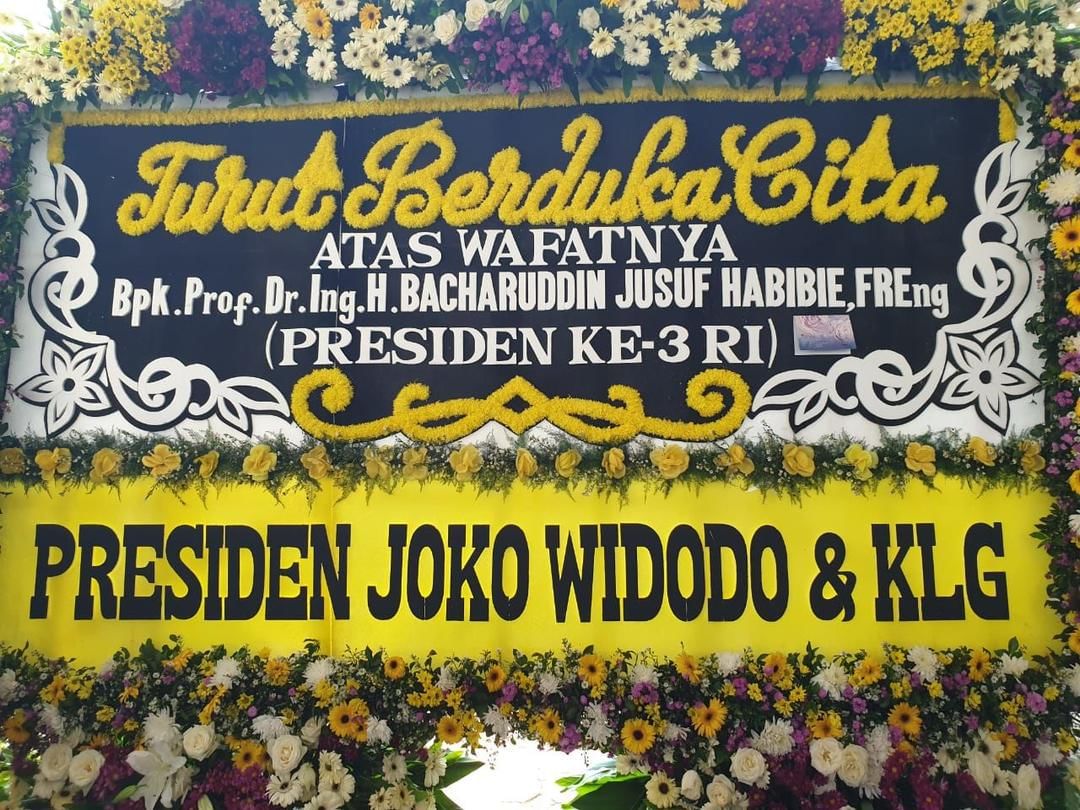 Turut Berduka Cita
ATAS WAFATNYA
Bpk.Prof.Dr.Ing.H.BACHARUDDIN JUSUF HABIBIE,FREng
(PRESIDEN KE-3 RI)
PRESIDEN JOKO WIDODO & KLG